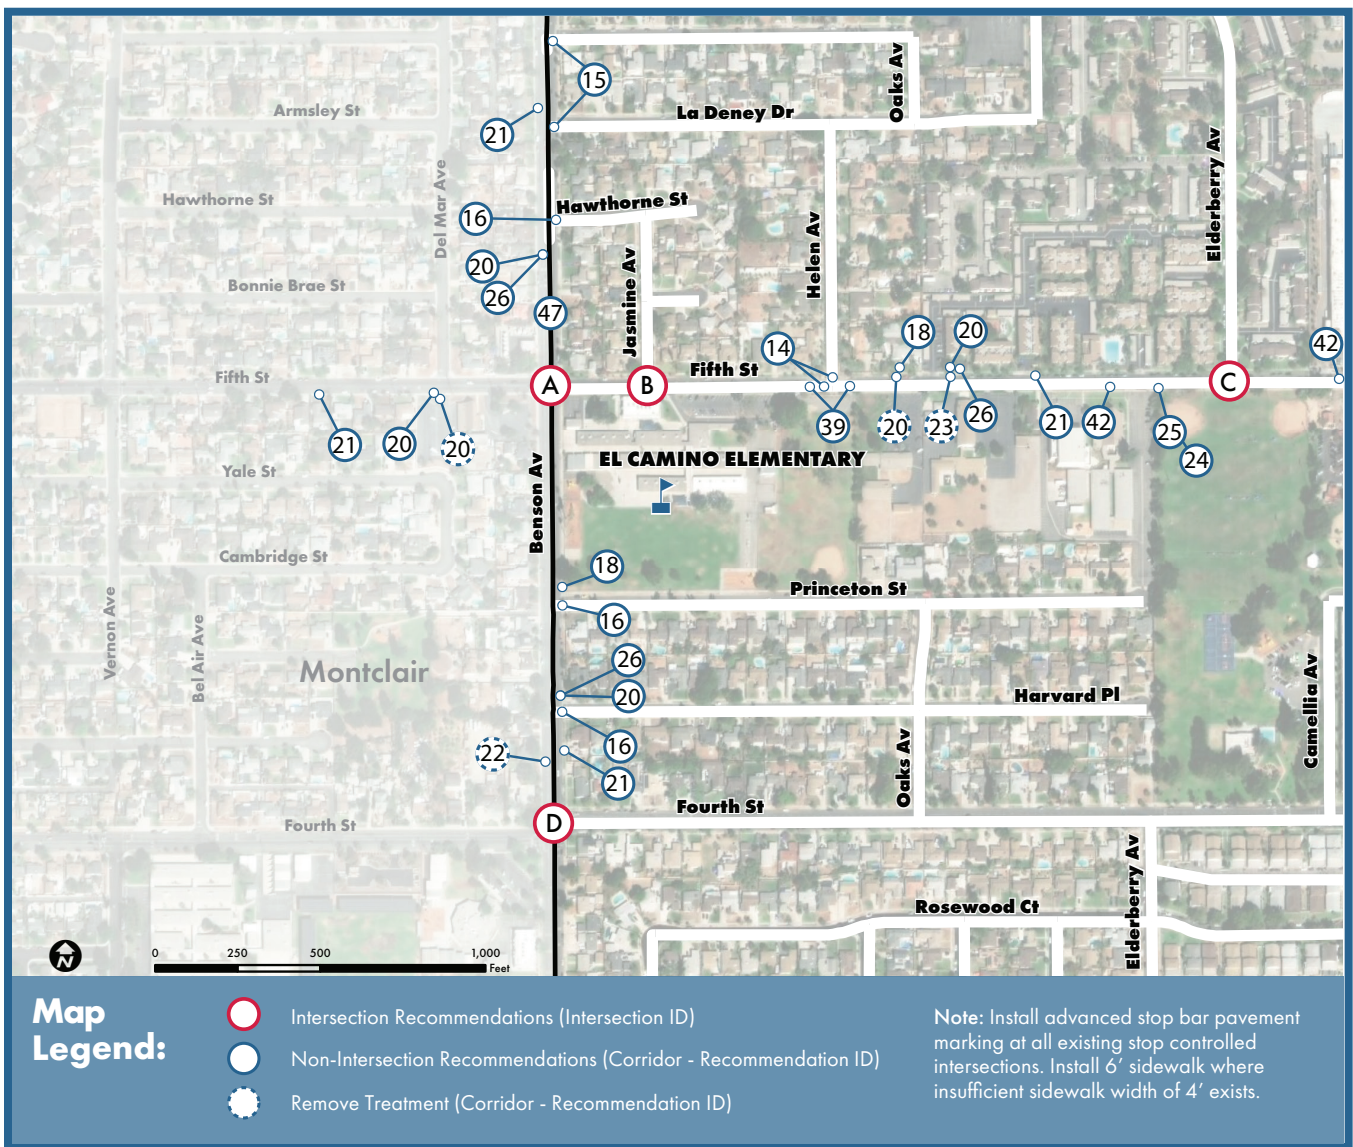 15
Oaks Av
Armsley St
La Deney Dr
21
Elderberry Av
Del Mar Ave
Hawthorne St
Hawthorne St
16
Helen Av
20
Bonnie Brae St
26
Jasmine Av
47
18
20
14
42
Fifth St
Fifth St
A
B
C
21
20
20
39
20
23
26
21
42
25
24
Yale St
EL CAMINO ELEMENTARY
Benson Av
Cambridge St
18
Princeton St
Vernon Ave
Bel Air Ave
16
Montclair
26
20
Harvard Pl
Camellia Av
16
22
21
Oaks Av
Fourth St
Fourth St
D
Elderberry Av
Rosewood Ct
N
0 250 500 1,000
Feet
Map
Legend:
Intersection Recommendations (Intersection ID)
Non-Intersection Recommendations (Corridor - Recommendation ID)
Remove Treatment (Corridor - Recommendation ID)
Note: Install advanced stop bar pavement
marking at all existing stop controlled
intersections. Install 6’ sidewalk where
insufficient sidewalk width of 4’ exists.